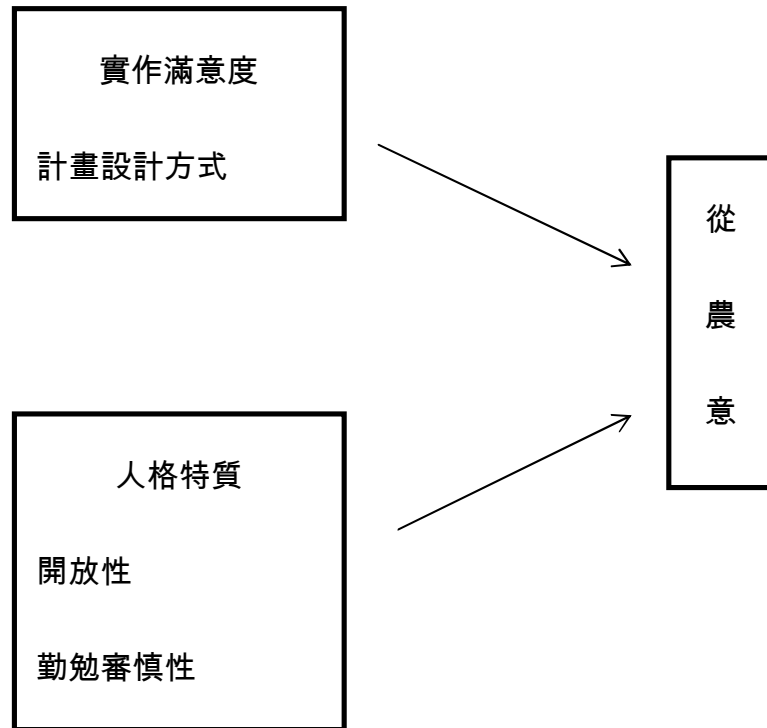 實作滿意度
計畫設計方式
從
農
意
人格特質
開放性
勤勉審慎性